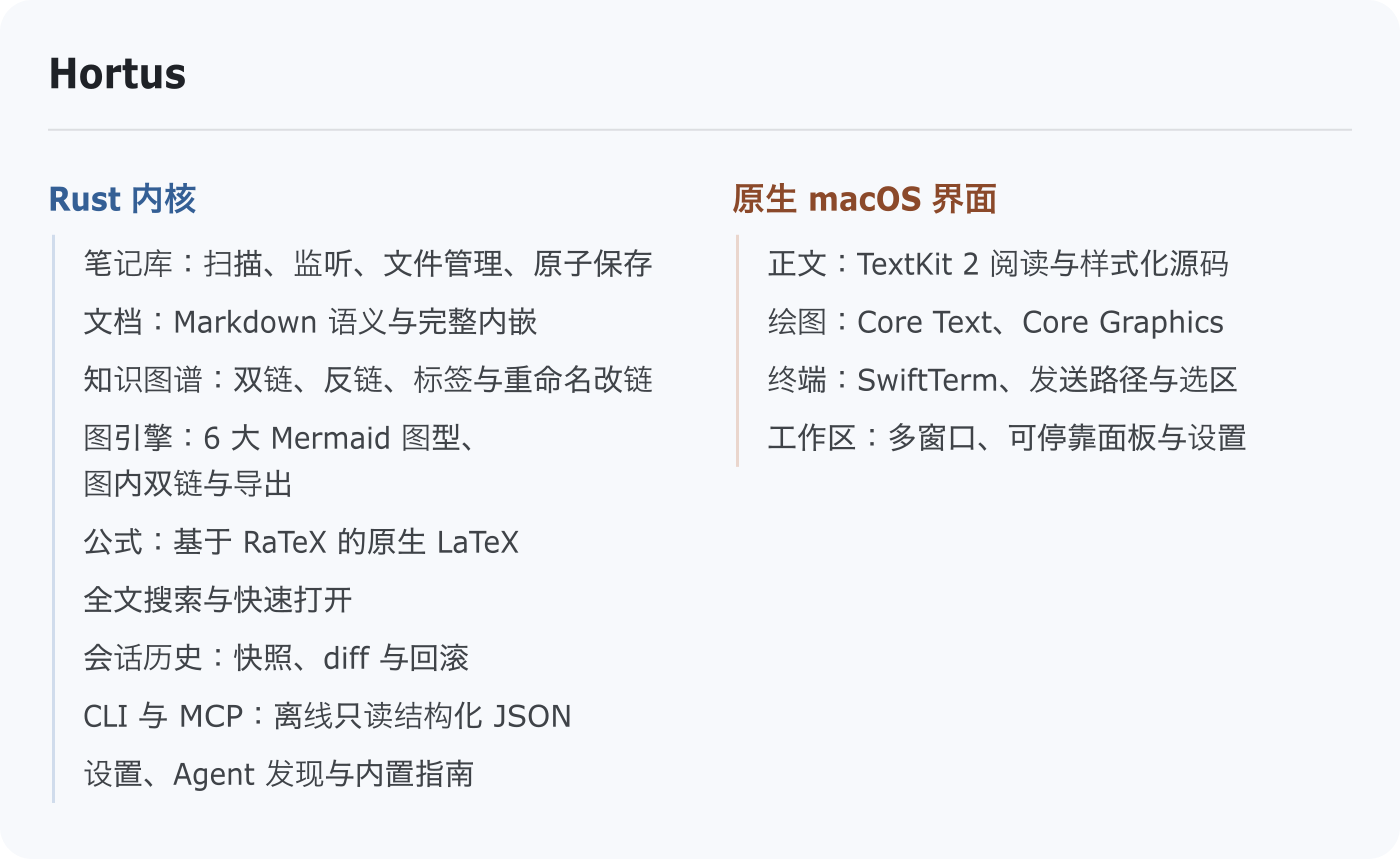 Hortus
Rust 内核
笔记库：扫描、监听、文件管理、原子保存
文档：Markdown 语义与完整内嵌
知识图谱：双链、反链、标签与重命名改链
图引擎：6 大 Mermaid 图型、
图内双链与导出
公式：基于 RaTeX 的原生 LaTeX
全文搜索与快速打开
会话历史：快照、diff 与回滚
CLI 与 MCP：离线只读结构化 JSON
设置、Agent 发现与内置指南
原生 macOS 界面
正文：TextKit 2 阅读与样式化源码
绘图：Core Text、Core Graphics
终端：SwiftTerm、发送路径与选区
工作区：多窗口、可停靠面板与设置